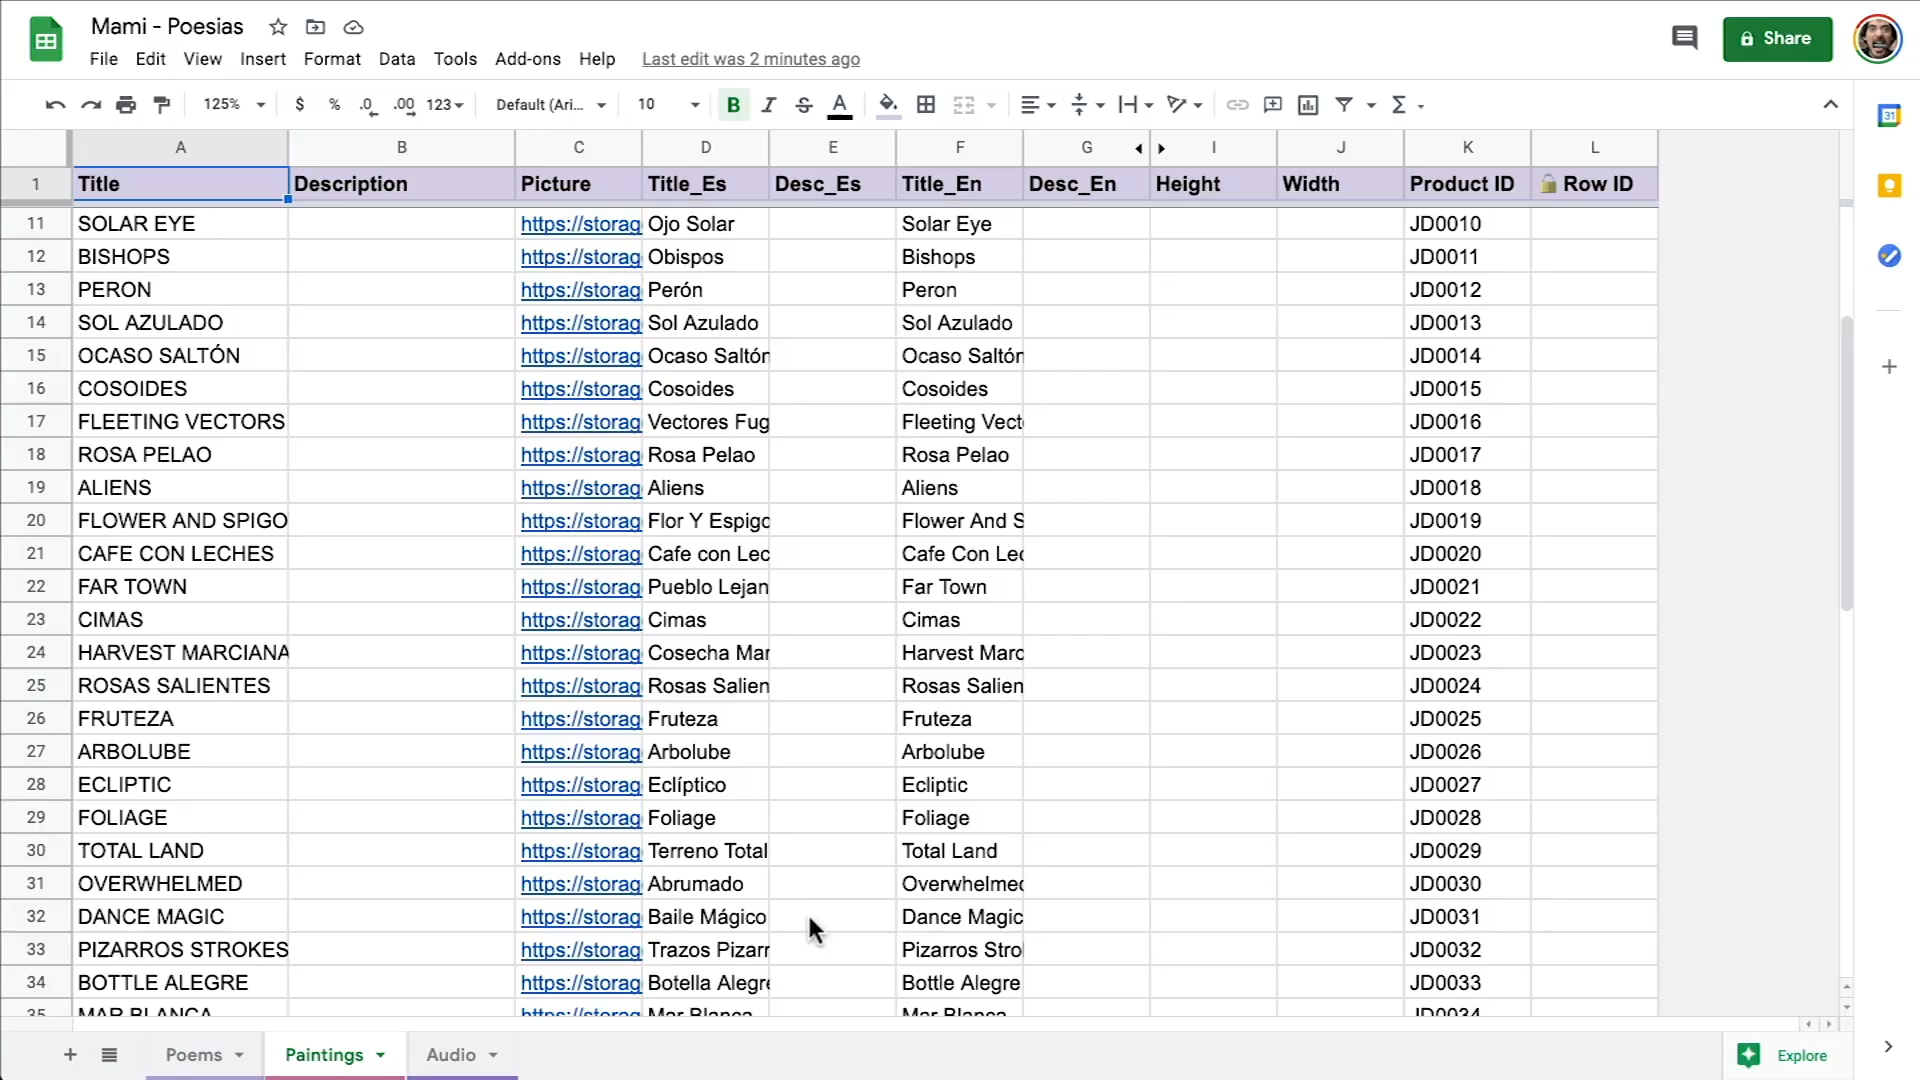 Mami - Poesias
File Edit View Insert Format Data Tools Add-ons Help Last edit was 2 minutes ago
Share
125% $ % .0 .00 123 Default (Ari... 10 B I S A
31
A B C D E F G I J K L
1 Title Description Picture Title_Es Desc_Es Title_En Desc_En Height Width Product ID 🔒 Row ID
11 SOLAR EYE https://storag Ojo Solar Solar Eye JD0010
12 BISHOPS https://storag Obispos Bishops JD0011
13 PERON https://storag Perón Peron JD0012
14 SOL AZULADO https://storag Sol Azulado Sol Azulado JD0013
15 OCASO SALTÓN https://storag Ocaso Saltón Ocaso Saltón JD0014
16 COSOIDES https://storag Cosoides Cosoides JD0015
17 FLEETING VECTORS https://storag Vectores Fug Fleeting Vect JD0016
18 ROSA PELAO https://storag Rosa Pelao Rosa Pelao JD0017
19 ALIENS https://storag Aliens Aliens JD0018
20 FLOWER AND SPIGO https://storag Flor Y Espigo Flower And S JD0019
21 CAFE CON LECHES https://storag Cafe con Lec Cafe Con Lec JD0020
22 FAR TOWN https://storag Pueblo Lejan Far Town JD0021
23 CIMAS https://storag Cimas Cimas JD0022
24 HARVEST MARCIANA https://storag Cosecha Mar Harvest Marc JD0023
25 ROSAS SALIENTES https://storag Rosas Salien Rosas Salien JD0024
26 FRUTEZA https://storag Fruteza Fruteza JD0025
27 ARBOLUBE https://storag Arbolube Arbolube JD0026
28 ECLIPTIC https://storag Eclíptico Ecliptic JD0027
29 FOLIAGE https://storag Foliage Foliage JD0028
30 TOTAL LAND https://storag Terreno Total Total Land JD0029
31 OVERWHELMED https://storag Abrumado Overwhelmed JD0030
32 DANCE MAGIC https://storag Baile Mágico Dance Magic JD0031
33 PIZARROS STROKES https://storag Trazos Pizarr Pizarros Stro JD0032
34 BOTTLE ALEGRE https://storag Botella Alegre Bottle Alegre JD0033
35 MAR BLANCA https://storag Mar Blanca Mar Blanca JD0034
Poems Paintings Audio Explore